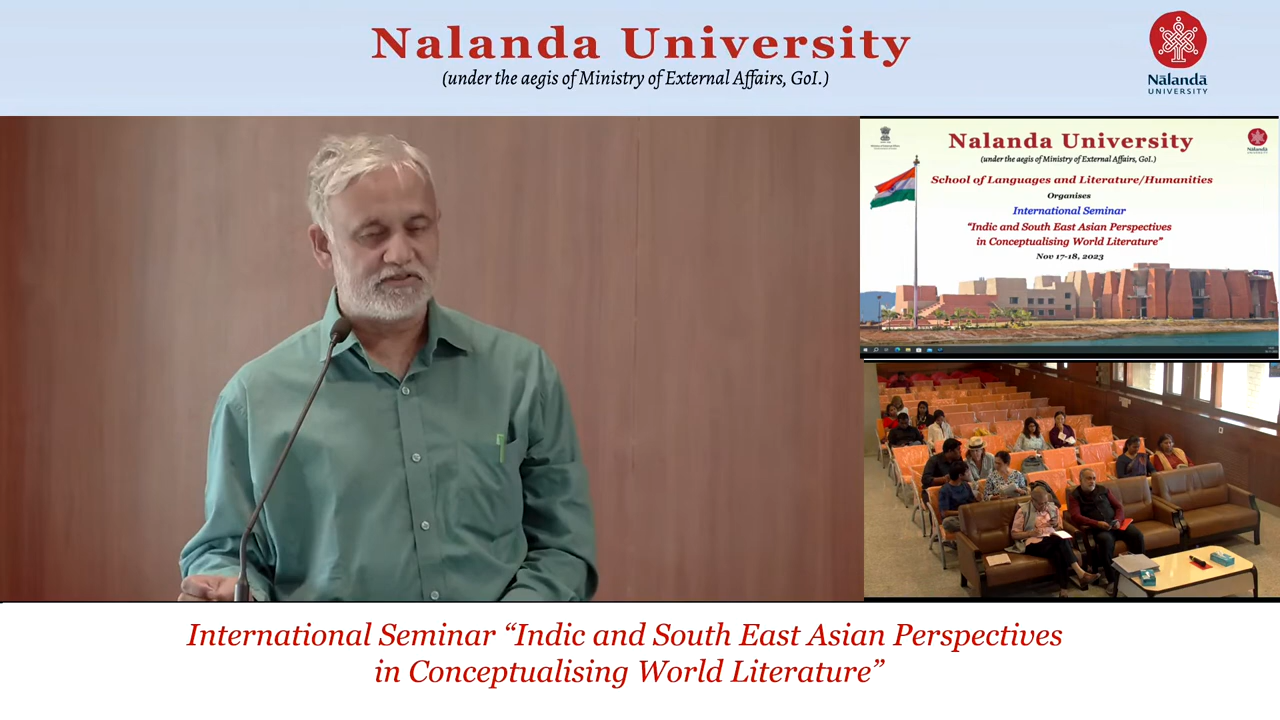 Nalanda University
(under the aegis of Ministry of External Affairs, GoI.)
Nālandā
UNIVERSITY
Nalanda University
(under the aegis of Ministry of External Affairs, GoI.)
School of Languages and Literature/Humanities
Organises
International Seminar
“Indic and South East Asian Perspectives
in Conceptualising World Literature”
Nov 17-18, 2023
International Seminar “Indic and South East Asian Perspectives
in Conceptualising World Literature”